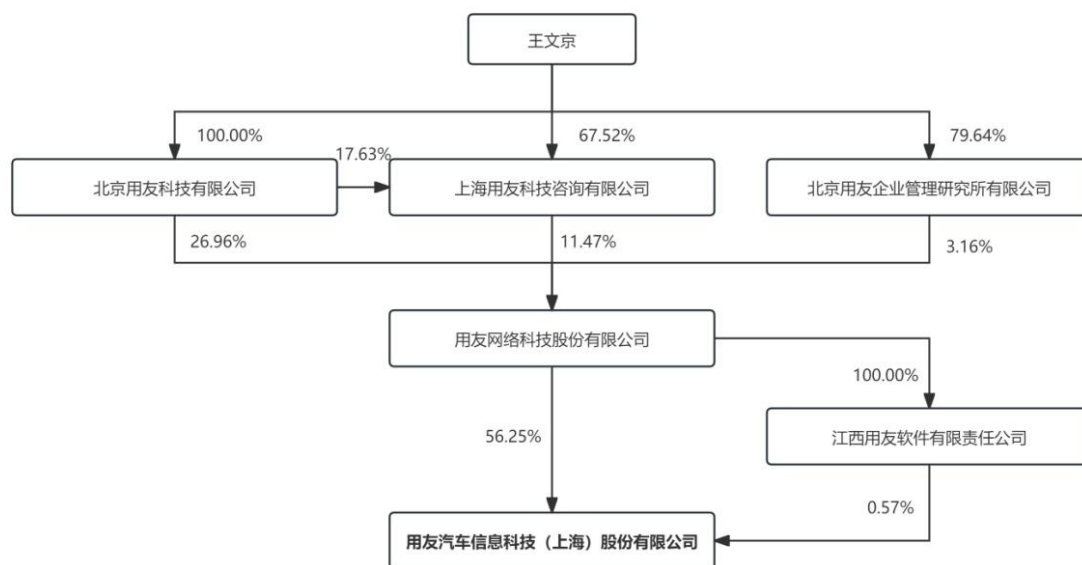 王文京
100.00%
67.52%
79.64%
17.63%
北京用友科技有限公司
上海用友科技咨询有限公司
北京用友企业管理研究所有限公司
26.96%
11.47%
3.16%
用友网络科技股份有限公司
100.00%
56.25%
江西用友软件有限责任公司
0.57%
用友汽车信息科技（上海）股份有限公司